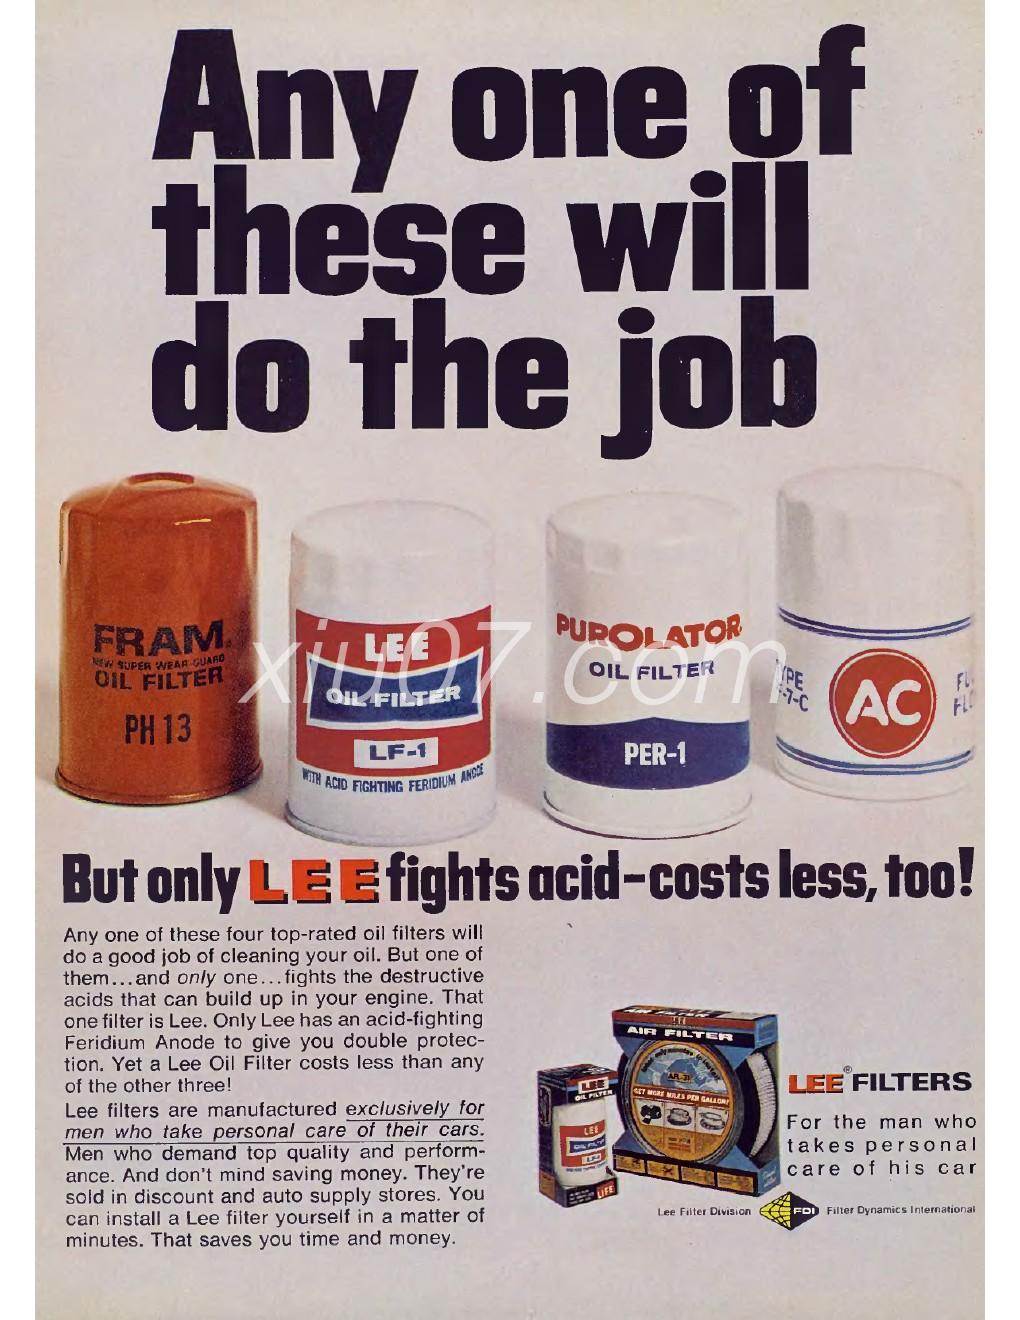 Any one of
these will
do the job
FRAM®
NEW SUPER WEAR-GUARD
OIL FILTER
PH 13
LEE
OIL FILTER
LF-1
WITH ACID FIGHTING FERIDIUM ANODE
PUROLATOR
OIL FILTER
PER-1
AC
xiu07.com
But only LEE fights acid-costs less, too!
Any one of these four top-rated oil filters will
do a good job of cleaning your oil. But one of
them...and only one...fights the destructive
acids that can build up in your engine. That
one filter is Lee. Only Lee has an acid-fighting
Feridium Anode to give you double protec-
tion. Yet a Lee Oil Filter costs less than any
of the other three!
Lee filters are manufactured exclusively for
men who take personal care of their cars.
Men who demand top quality and perform-
ance. And don't mind saving money. They're
sold in discount and auto supply stores. You
can install a Lee filter yourself in a matter of
minutes. That saves you time and money.
LEE
AIR FILTER
GET MORE MILES PER GALLON!
LEE
OIL FILTER
LEE
OIL FILTER
LF-1
LEE® FILTERS
For the man who
takes personal
care of his car
Lee Filter Division FDI Filter Dynamics International